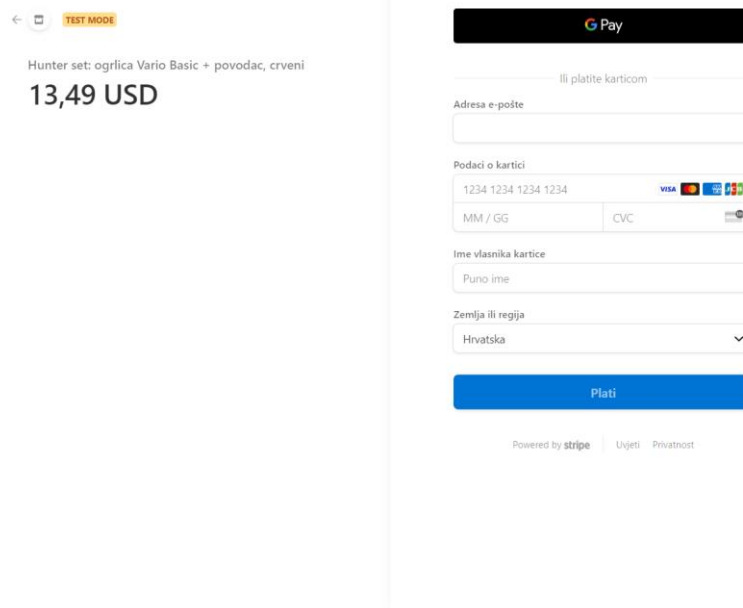 TEST MODE
Hunter set: ogrlica Vario Basic + povodac, crveni
13,49 USD
G Pay
Ili platite karticom
Adresa e-pošte
Podaci o kartici
1234 1234 1234 1234 VISA
MM / GG CVC
Ime vlasnika kartice
Puno ime
Zemlja ili regija
Hrvatska
Plati
Powered by stripe Uvjeti Privatnost